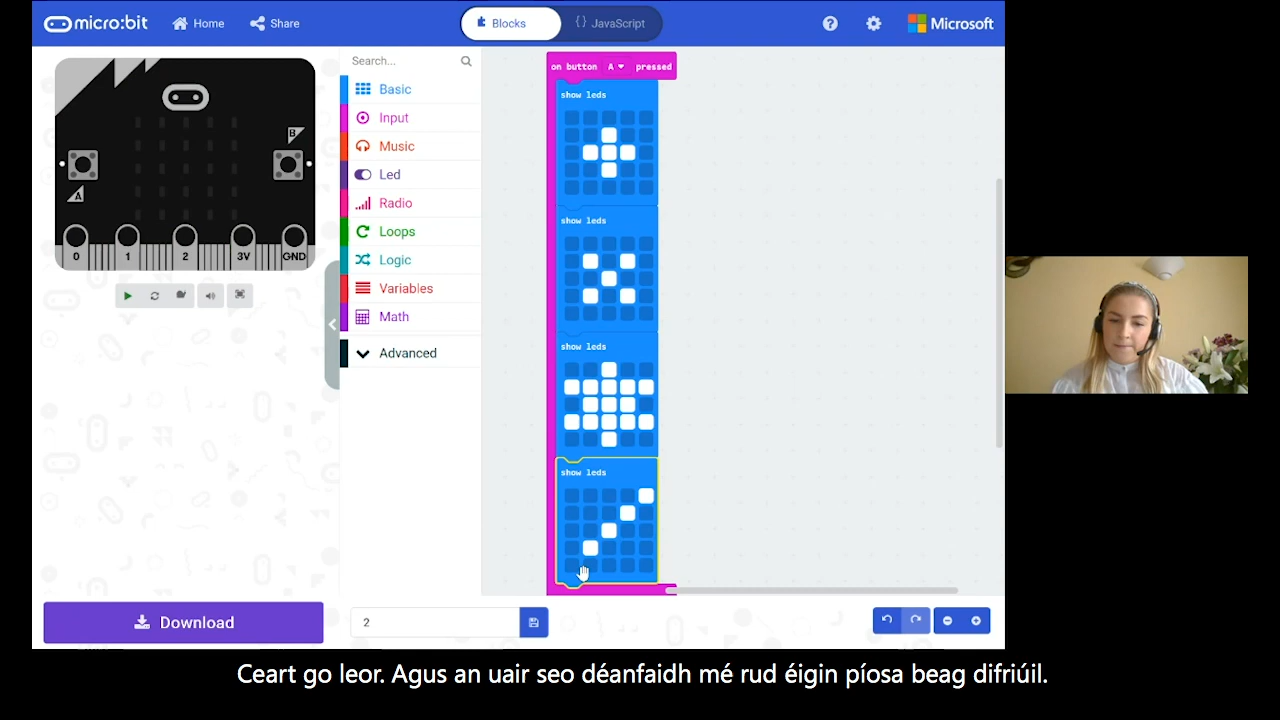 micro:bit Home Share Blocks {} JavaScript ? Microsoft
Search...
on button A pressed
Basic
show leds
Input
B
Music
Led
A
Radio
show leds
Loops
0 1 2 3V GND
Logic
Variables
Math
show leds
Advanced
show leds
Download
2
Ceart go leor. Agus an uair seo déanfaidh mé rud éigin píosa beag difriúil.